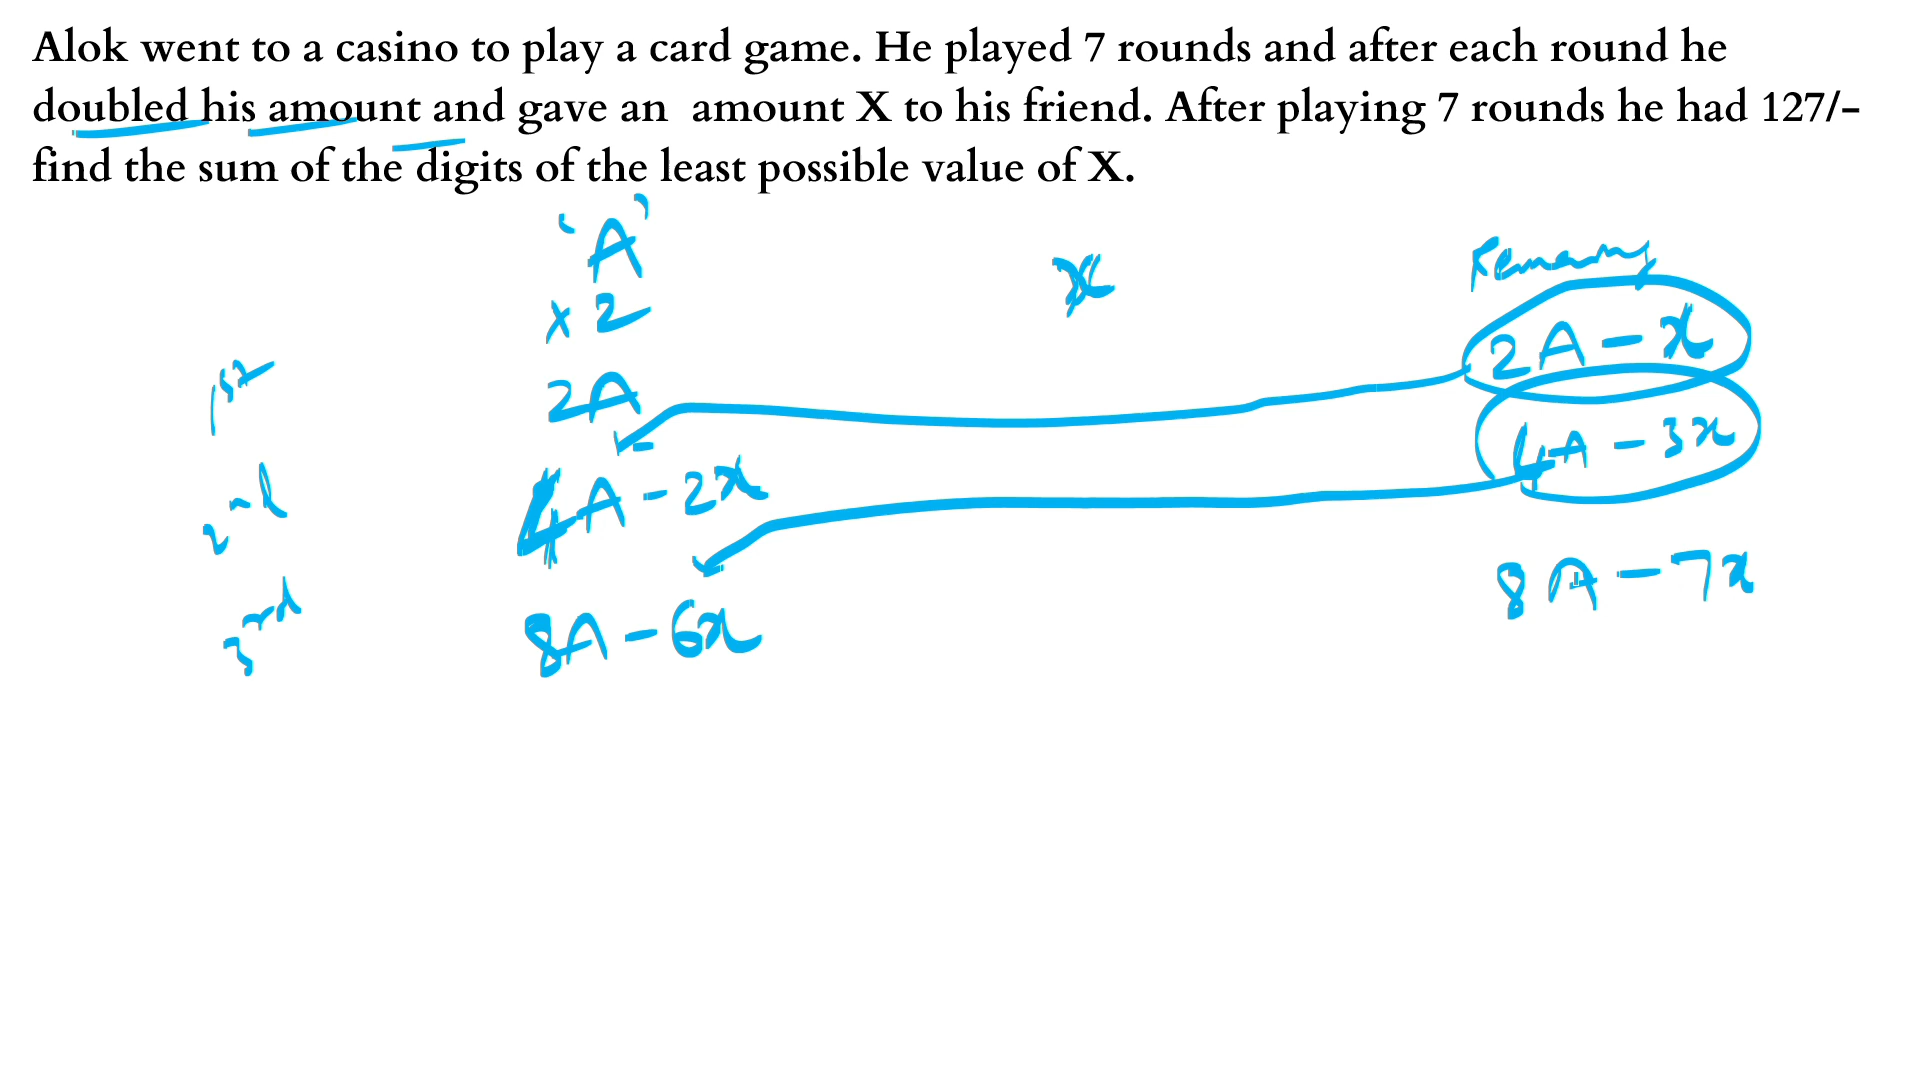 Alok went to a casino to play a card game. He played 7 rounds and after each round he
doubled his amount and gave an amount X to his friend. After playing 7 rounds he had 127/-
find the sum of the digits of the least possible value of X.
'A'
x
× 2
2A - x
1st
2A
4A - 3x
2nd
4A - 2x
8A - 7x
3rd
8A - 6x